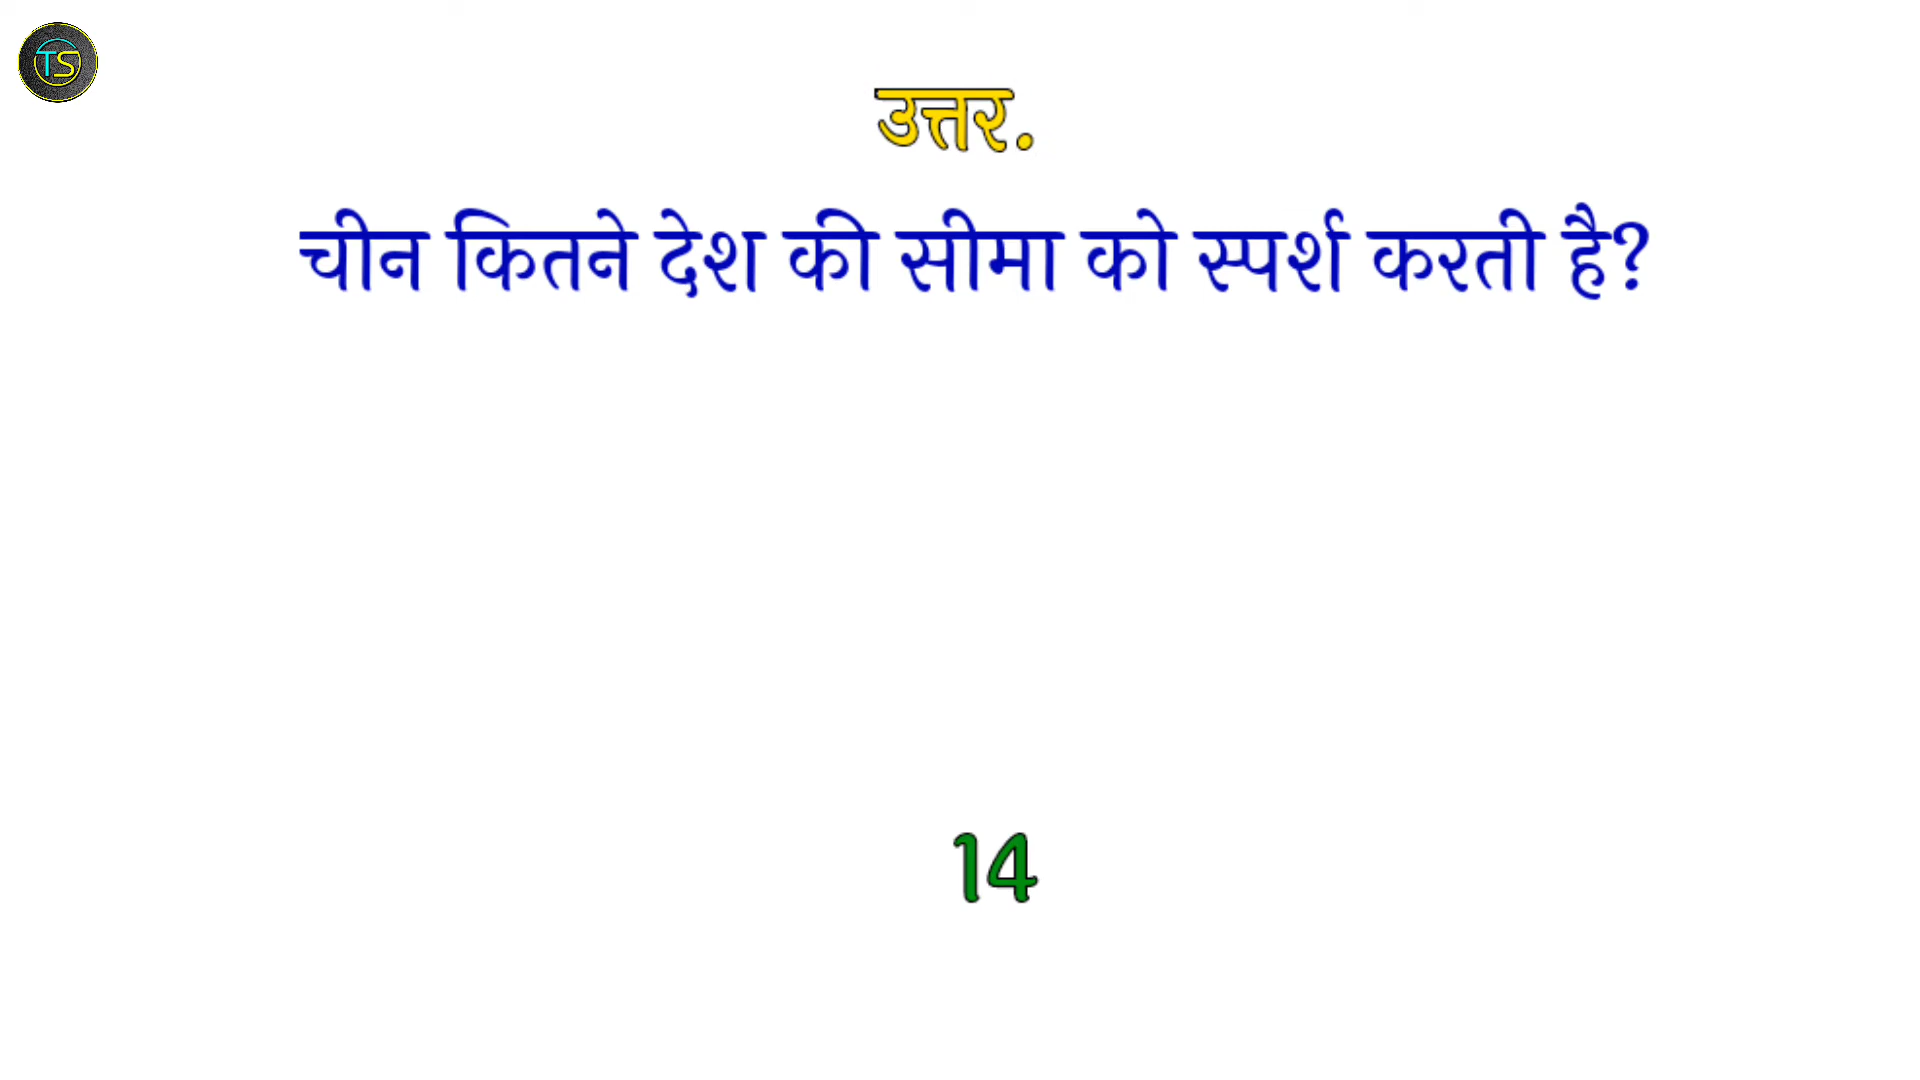 TS
उत्तर.
चीन कितने देश की सीमा को स्पर्श करती है?
14